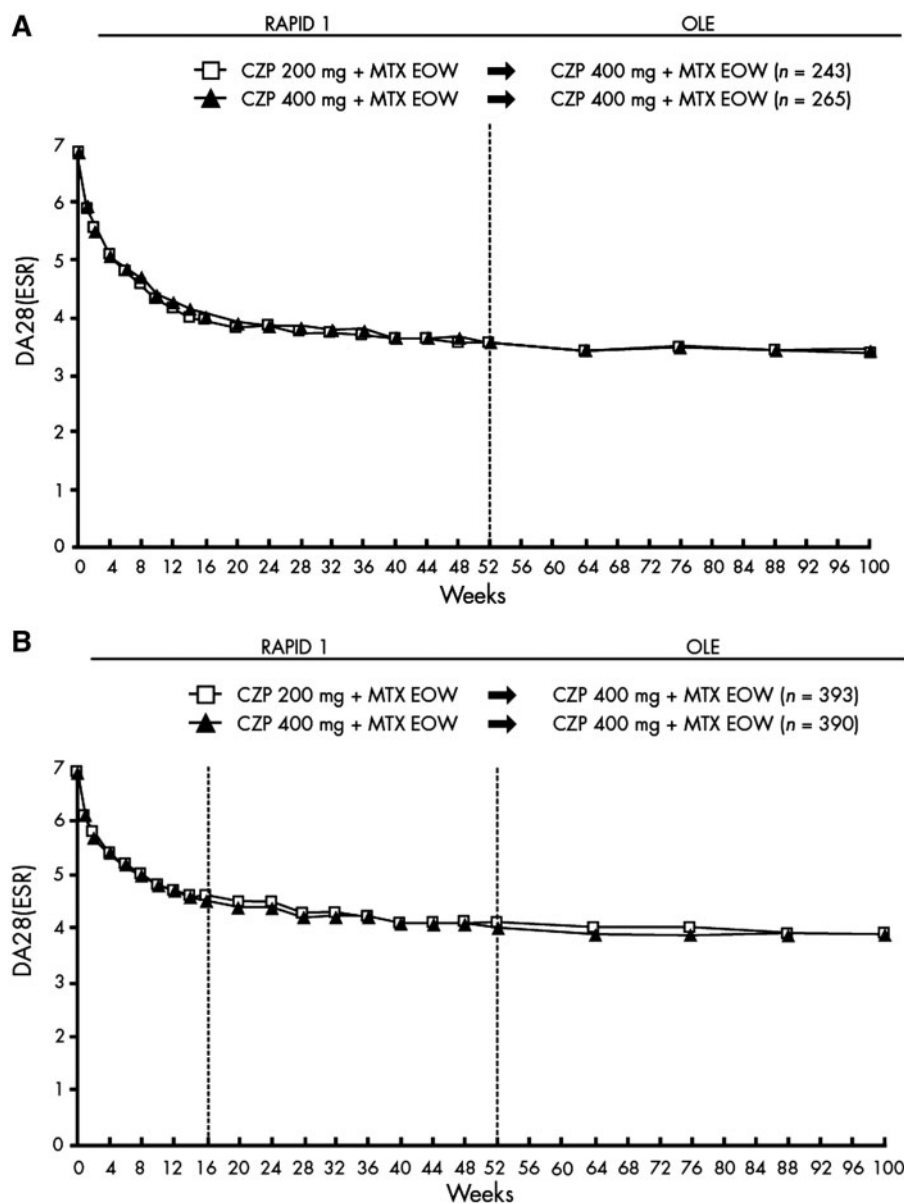 A
RAPID 1 OLE
CZP 200 mg + MTX EOW ➡ CZP 400 mg + MTX EOW (n = 243)
CZP 400 mg + MTX EOW ➡ CZP 400 mg + MTX EOW (n = 265)
7
6
5
4
3
2
1
0
DA28(ESR)
0 4 8 12 16 20 24 28 32 36 40 44 48 52 56 60 64 68 72 76 80 84 88 92 96 100
Weeks
B
RAPID 1 OLE
CZP 200 mg + MTX EOW ➡ CZP 400 mg + MTX EOW (n = 393)
CZP 400 mg + MTX EOW ➡ CZP 400 mg + MTX EOW (n = 390)
7
6
5
4
3
2
1
0
DA28(ESR)
0 4 8 12 16 20 24 28 32 36 40 44 48 52 56 60 64 68 72 76 80 84 88 92 96 100
Weeks